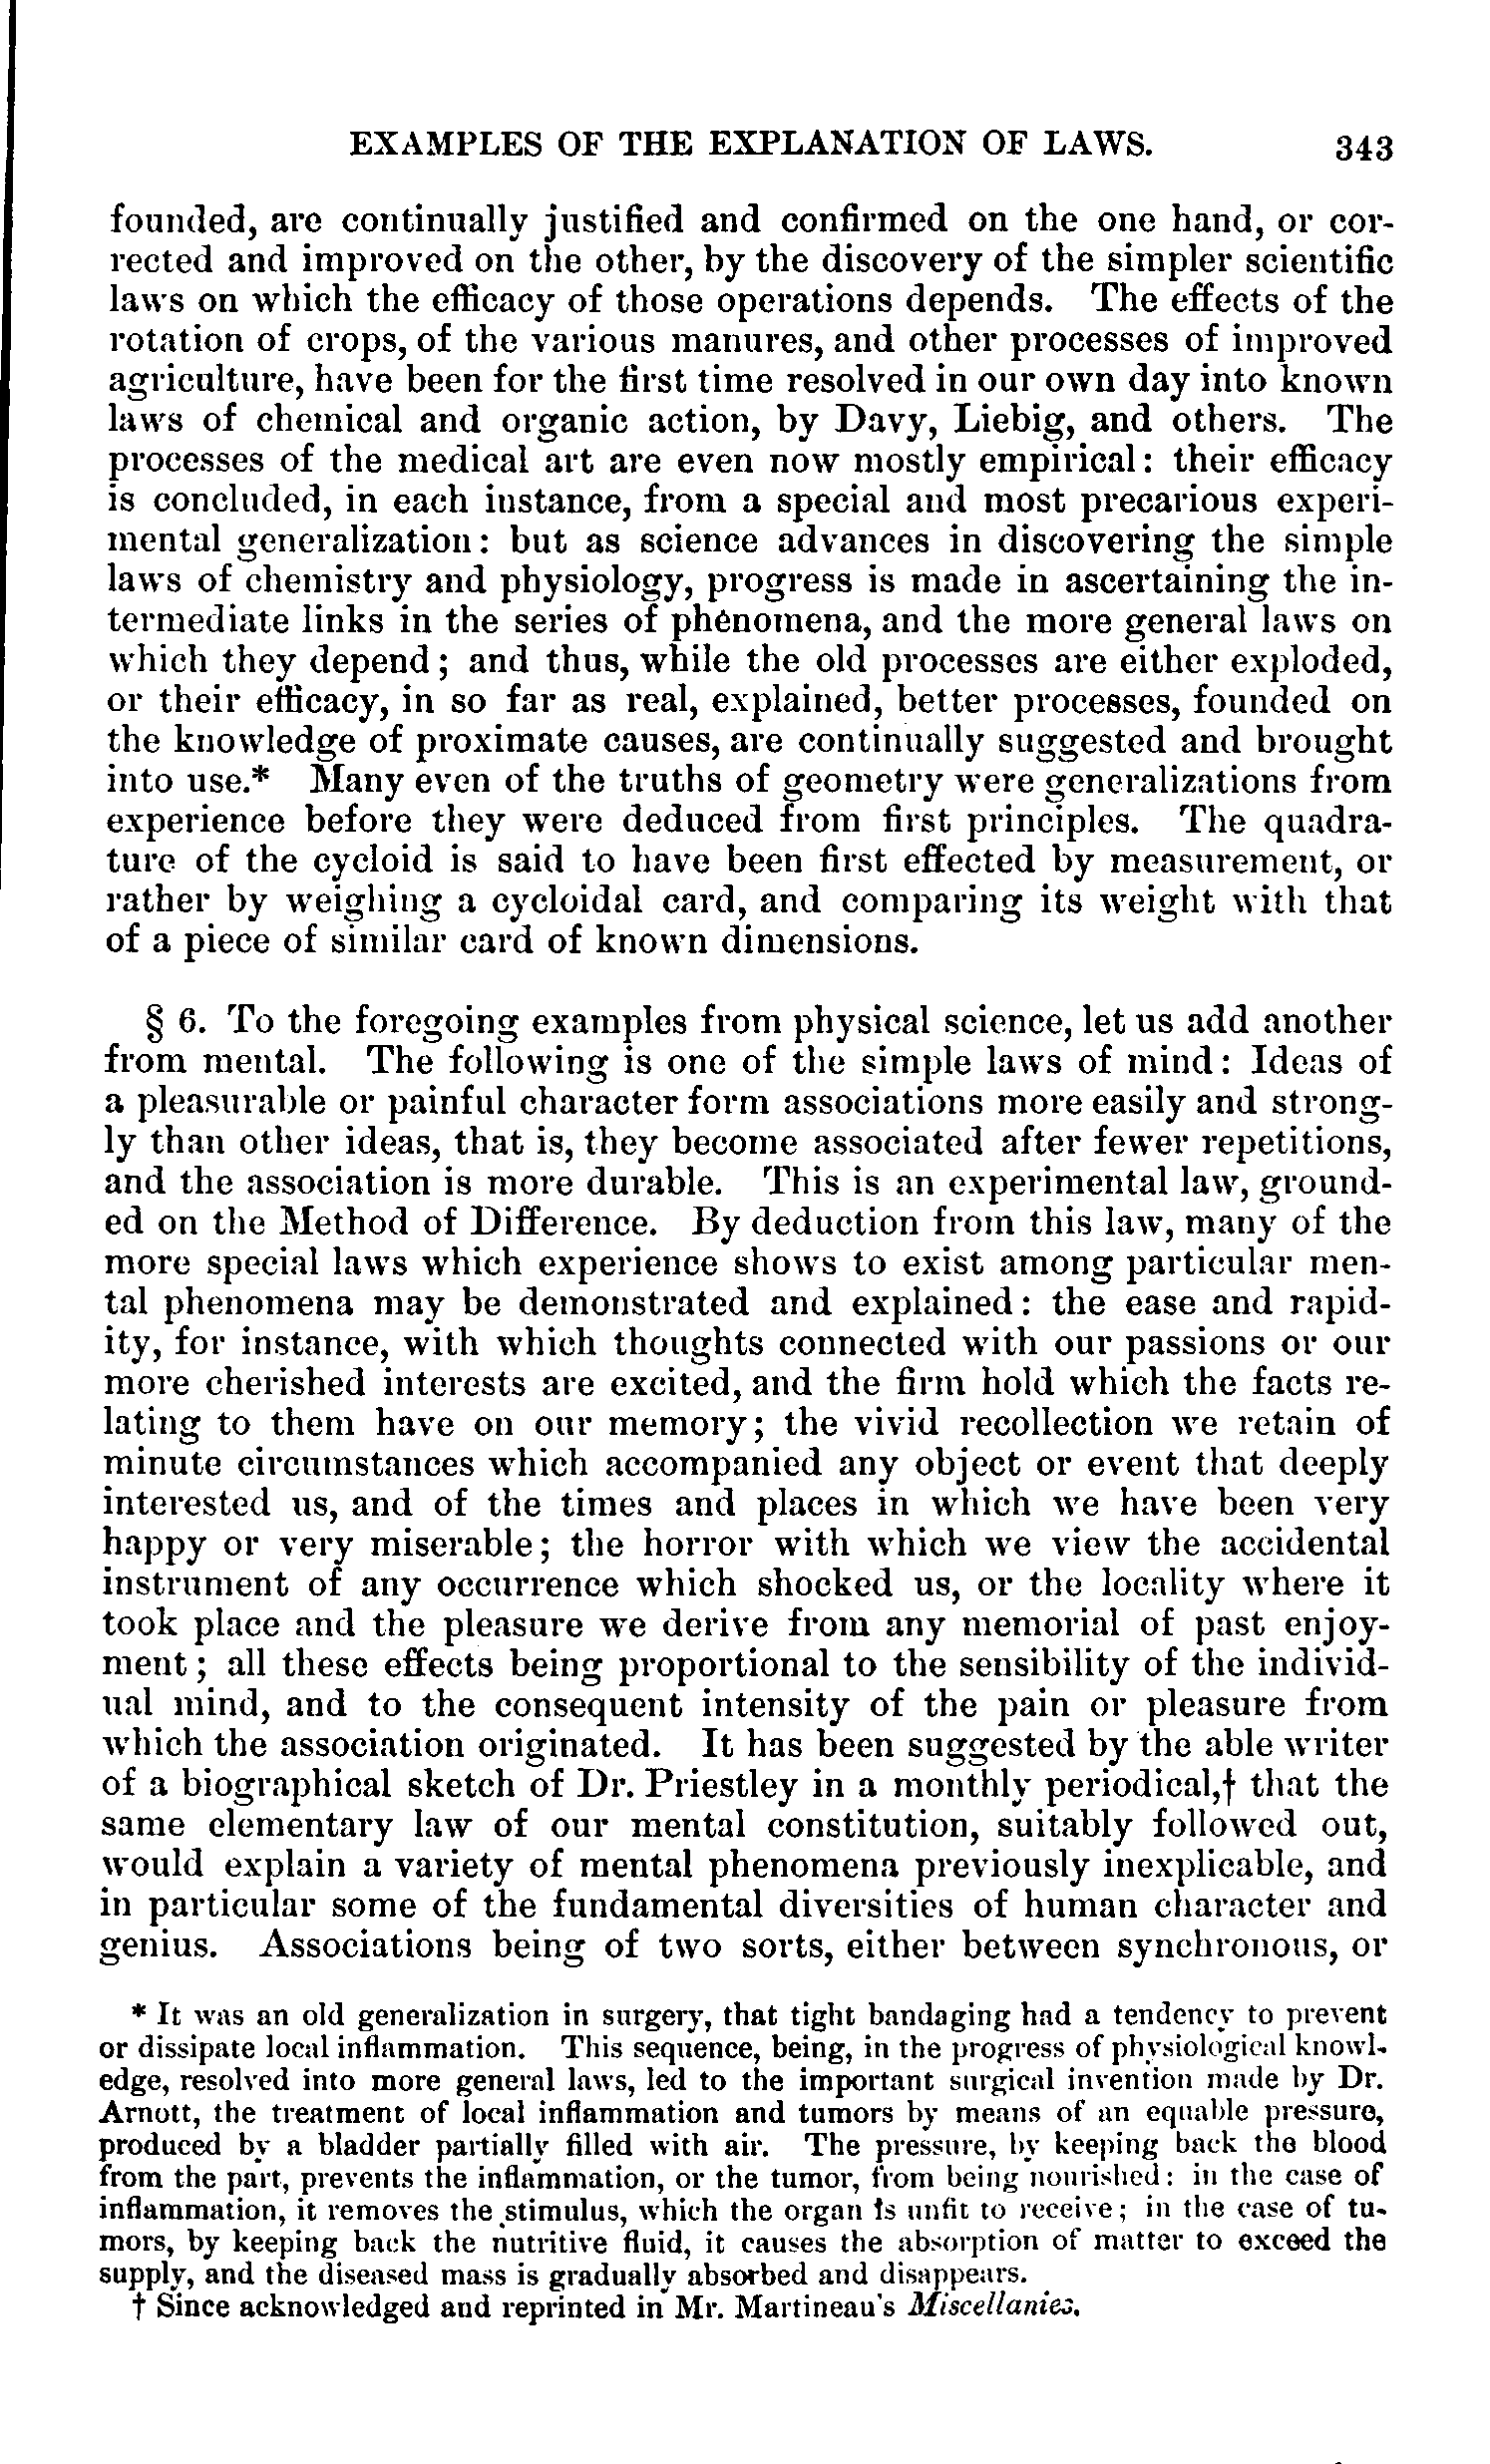 EXAMPLES OF THE EXPLANATION OF LAWS. 343
founded, are continually justified and confirmed on the one hand, or cor-
rected and improved on the other, by the discovery of the simpler scientific
laws on which the efficacy of those operations depends. The effects of the
rotation of crops, of the various manures, and other processes of improved
agriculture, have been for the first time resolved in our own day into known
laws of chemical and organic action, by Davy, Liebig, and others. The
processes of the medical art are even now mostly empirical: their efficacy
is concluded, in each instance, from a special and most precarious experi-
mental generalization: but as science advances in discovering the simple
laws of chemistry and physiology, progress is made in ascertaining the in-
termediate links in the series of phenomena, and the more general laws on
which they depend; and thus, while the old processes are either exploded,
or their efficacy, in so far as real, explained, better processes, founded on
the knowledge of proximate causes, are continually suggested and brought
into use.* Many even of the truths of geometry were generalizations from
experience before they were deduced from first principles. The quadra-
ture of the cycloid is said to have been first effected by measurement, or
rather by weighing a cycloidal card, and comparing its weight with that
of a piece of similar card of known dimensions.
§ 6. To the foregoing examples from physical science, let us add another
from mental. The following is one of the simple laws of mind: Ideas of
a pleasurable or painful character form associations more easily and strong-
ly than other ideas, that is, they become associated after fewer repetitions,
and the association is more durable. This is an experimental law, ground-
ed on the Method of Difference. By deduction from this law, many of the
more special laws which experience shows to exist among particular men-
tal phenomena may be demonstrated and explained: the ease and rapid-
ity, for instance, with which thoughts connected with our passions or our
more cherished interests are excited, and the firm hold which the facts re-
lating to them have on our memory; the vivid recollection we retain of
minute circumstances which accompanied any object or event that deeply
interested us, and of the times and places in which we have been very
happy or very miserable; the horror with which we view the accidental
instrument of any occurrence which shocked us, or the locality where it
took place and the pleasure we derive from any memorial of past enjoy-
ment; all these effects being proportional to the sensibility of the individ-
ual mind, and to the consequent intensity of the pain or pleasure from
which the association originated. It has been suggested by the able writer
of a biographical sketch of Dr. Priestley in a monthly periodical,† that the
same elementary law of our mental constitution, suitably followed out,
would explain a variety of mental phenomena previously inexplicable, and
in particular some of the fundamental diversities of human character and
genius. Associations being of two sorts, either between synchronous, or
* It was an old generalization in surgery, that tight bandaging had a tendency to prevent
or dissipate local inflammation. This sequence, being, in the progress of physiological knowl-
edge, resolved into more general laws, led to the important surgical invention made by Dr.
Arnott, the treatment of local inflammation and tumors by means of an equable pressure,
produced by a bladder partially filled with air. The pressure, by keeping back the blood
from the part, prevents the inflammation, or the tumor, from being nourished: in the case of
inflammation, it removes the stimulus, which the organ is unfit to receive; in the case of tu-
mors, by keeping back the nutritive fluid, it causes the absorption of matter to exceed the
supply, and the diseased mass is gradually absorbed and disappears.
† Since acknowledged and reprinted in Mr. Martineau's Miscellanies.